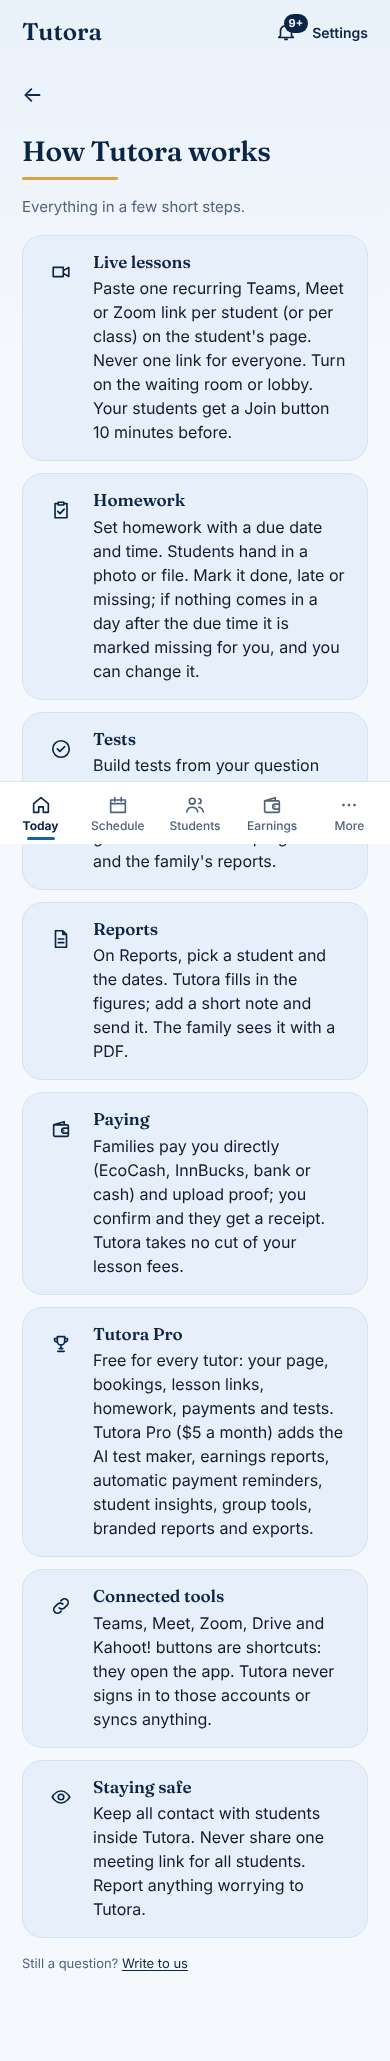 Tutora
9+
Settings
How Tutora works
Everything in a few short steps.
Live lessons
Paste one recurring Teams, Meet
or Zoom link per student (or per
class) on the student's page.
Never one link for everyone. Turn
on the waiting room or lobby.
Your students get a Join button
10 minutes before.
Homework
Set homework with a due date
and time. Students hand in a
photo or file. Mark it done, late or
missing; if nothing comes in a
day after the due time it is
marked missing for you, and you
can change it.
Tests
Build tests from your question
Today
Schedule
Students
Earnings
More
and the family's reports.
Reports
On Reports, pick a student and
the dates. Tutora fills in the
figures; add a short note and
send it. The family sees it with a
PDF.
Paying
Families pay you directly
(EcoCash, InnBucks, bank or
cash) and upload proof; you
confirm and they get a receipt.
Tutora takes no cut of your
lesson fees.
Tutora Pro
Free for every tutor: your page,
bookings, lesson links,
homework, payments and tests.
Tutora Pro ($5 a month) adds the
AI test maker, earnings reports,
automatic payment reminders,
student insights, group tools,
branded reports and exports.
Connected tools
Teams, Meet, Zoom, Drive and
Kahoot! buttons are shortcuts:
they open the app. Tutora never
signs in to those accounts or
syncs anything.
Staying safe
Keep all contact with students
inside Tutora. Never share one
meeting link for all students.
Report anything worrying to
Tutora.
Still a question? Write to us